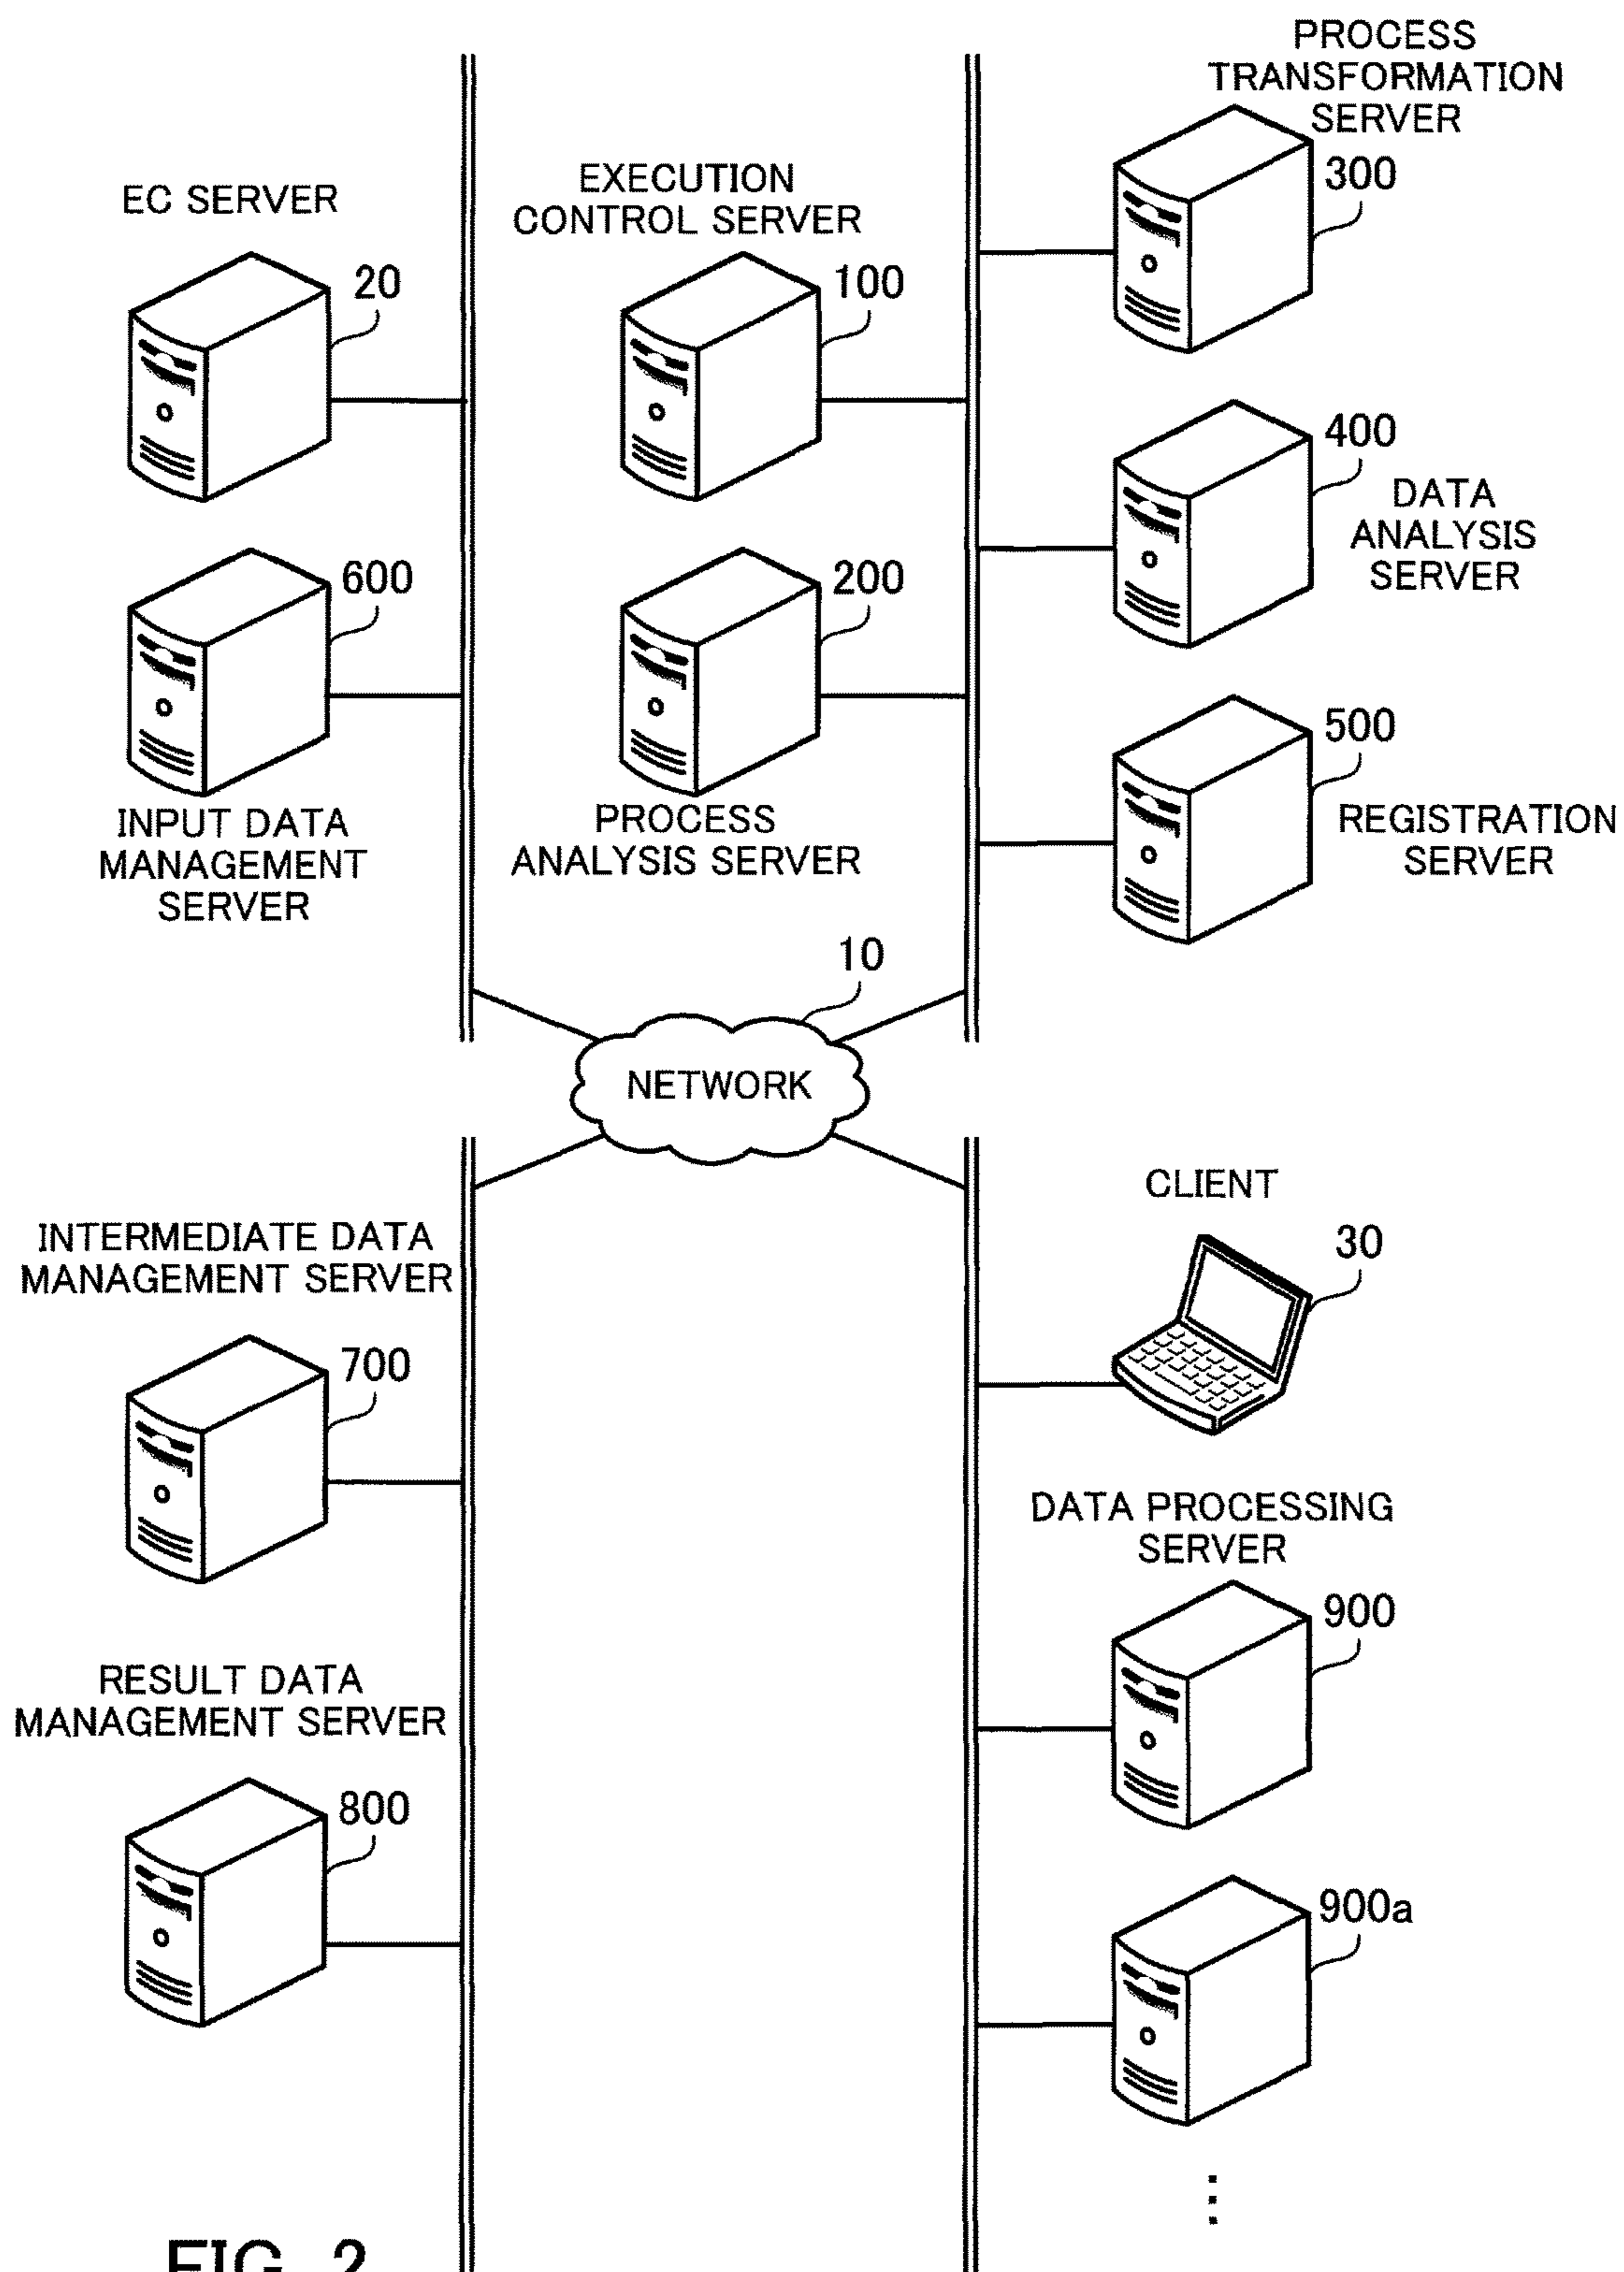 PROCESS
TRANSFORMATION
SERVER
300
EC SERVER
20
EXECUTION
CONTROL SERVER
100
400
DATA
ANALYSIS
SERVER
600
INPUT DATA
MANAGEMENT
SERVER
200
PROCESS
ANALYSIS SERVER
500
REGISTRATION
SERVER
10
NETWORK
CLIENT
30
INTERMEDIATE DATA
MANAGEMENT SERVER
700
DATA PROCESSING
SERVER
900
RESULT DATA
MANAGEMENT SERVER
800
900a
FIG. 2